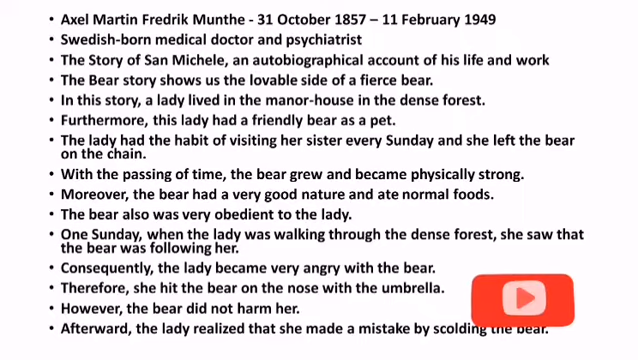 • Axel Martin Fredrik Munthe - 31 October 1857 – 11 February 1949
• Swedish-born medical doctor and psychiatrist
• The Story of San Michele, an autobiographical account of his life and work
• The Bear story shows us the lovable side of a fierce bear.
• In this story, a lady lived in the manor-house in the dense forest.
• Furthermore, this lady had a friendly bear as a pet.
• The lady had the habit of visiting her sister every Sunday and she left the bear
on the chain.
• With the passing of time, the bear grew and became physically strong.
• Moreover, the bear had a very good nature and ate normal foods.
• The bear also was very obedient to the lady.
• One Sunday, when the lady was walking through the dense forest, she saw that
the bear was following her.
• Consequently, the lady became very angry with the bear.
• Therefore, she hit the bear on the nose with the umbrella.
• However, the bear did not harm her.
• Afterward, the lady realized that she made a mistake by scolding the bear.